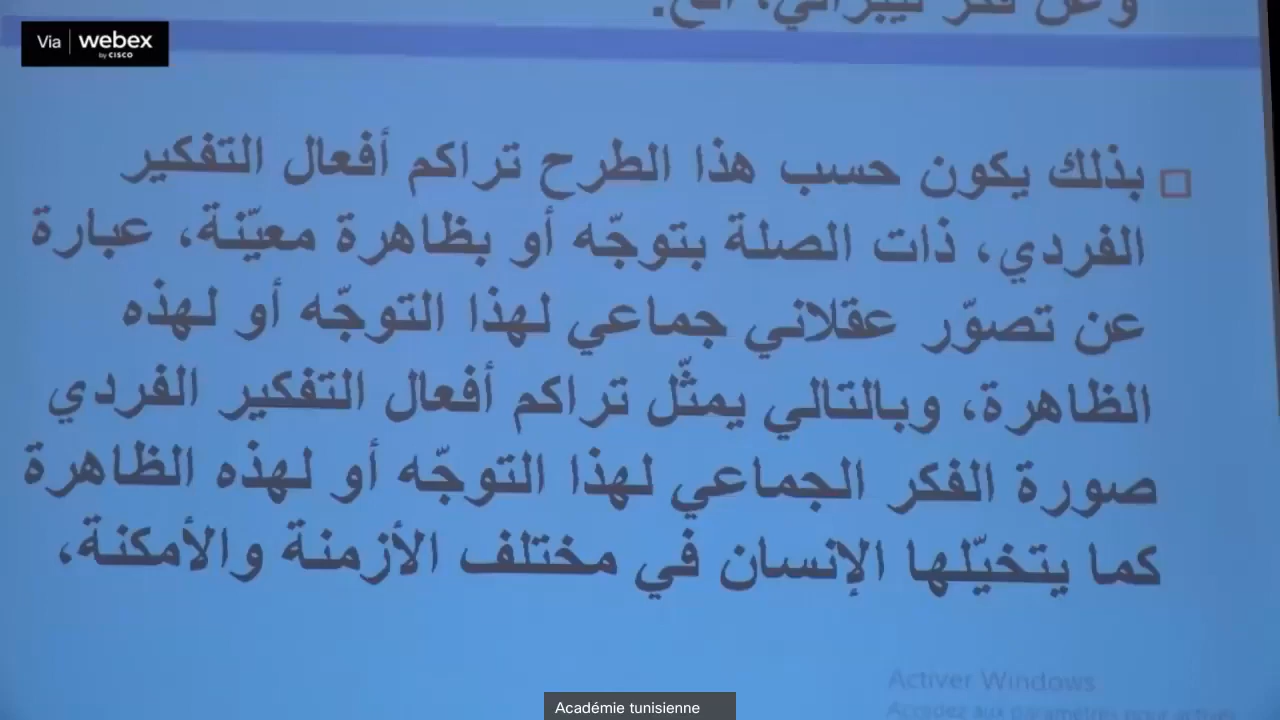 Via webex
by CISCO
بذلك يكون حسب هذا الطرح تراكم أفعال التفكير
الفردي، ذات الصلة بتوجّه أو بظاهرة معيّنة، عبارة
عن تصوّر عقلاني جماعي لهذا التوجّه أو لهذه
الظاهرة، وبالتالي يمثّل تراكم أفعال التفكير الفردي
صورة الفكر الجماعي لهذا التوجّه أو لهذه الظاهرة
كما يتخيّلها الإنسان في مختلف الأزمنة والأمكنة،
Activer Windows
Académie tunisienne